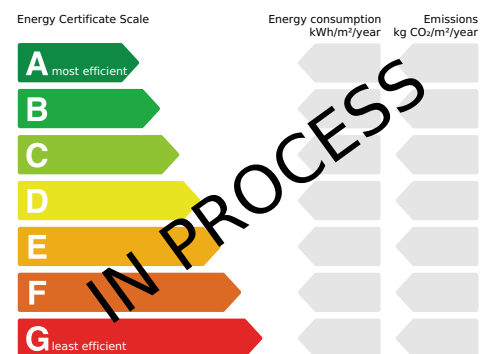 Energy Certificate Scale
Energy consumption
kWh/m²/year
Emissions
kg CO₂/m²/year
A most efficient
B
C
D
E
F
G least efficient
IN PROCESS